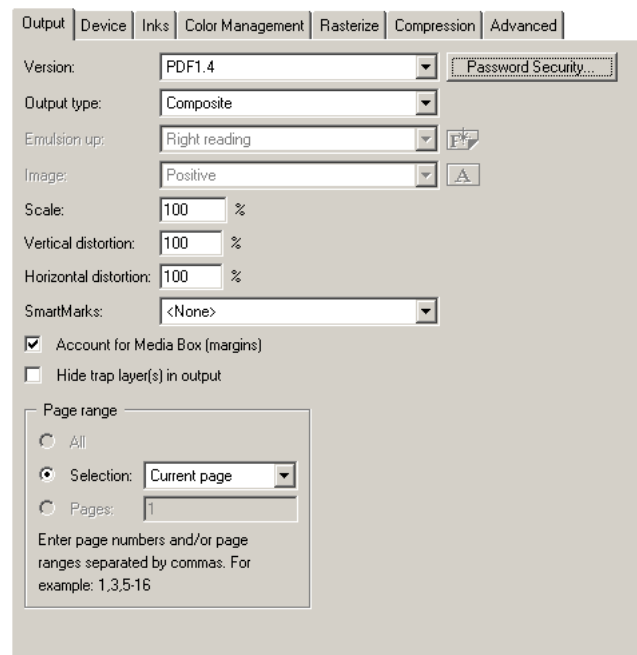 Output Device Inks Color Management Rasterize Compression Advanced
Version: PDF1.4 Password Security...
Output type: Composite
Emulsion up: Right reading
Image: Positive A
Scale: 100 %
Vertical distortion: 100 %
Horizontal distortion: 100 %
SmartMarks: <None>
Account for Media Box (margins)
Hide trap layer(s) in output
Page range
All
Selection: Current page
Pages: 1
Enter page numbers and/or page
ranges separated by commas. For
example: 1,3,5-16